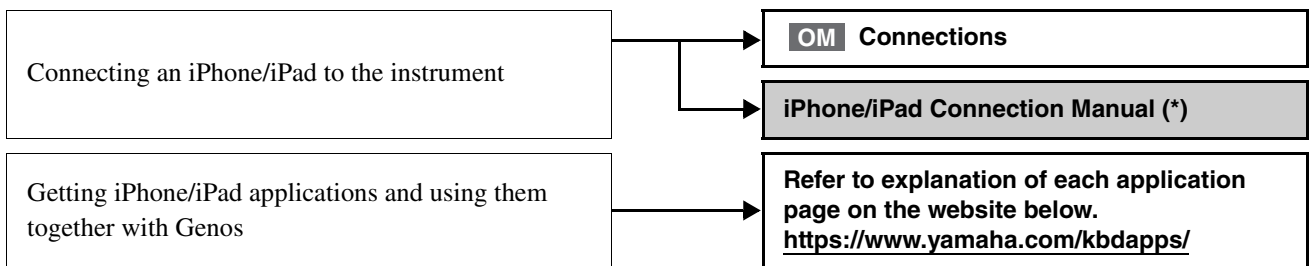 Connecting an iPhone/iPad to the instrument
OM Connections
iPhone/iPad Connection Manual (*)
Getting iPhone/iPad applications and using them
together with Genos
Refer to explanation of each application
page on the website below.
https://www.yamaha.com/kbdapps/